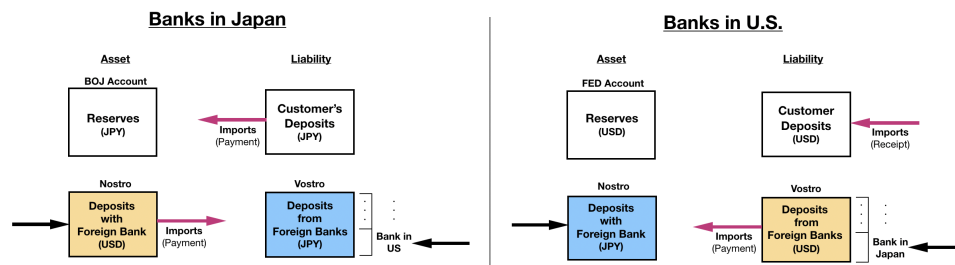 Banks in Japan
Asset
Liability
BOJ Account
Reserves
(JPY)
Customer's
Deposits
(JPY)
Imports
(Payment)
Nostro
Vostro
Deposits
with
Foreign Bank
(USD)
Imports
(Payment)
Deposits
from
Foreign Banks
(JPY)
Bank in
US
Banks in U.S.
Asset
Liability
FED Account
Reserves
(USD)
Customer
Deposits
(USD)
Imports
(Receipt)
Nostro
Vostro
Deposits
with
Foreign Bank
(JPY)
Imports
(Payment)
Deposits
from
Foreign Banks
(USD)
Bank in
Japan